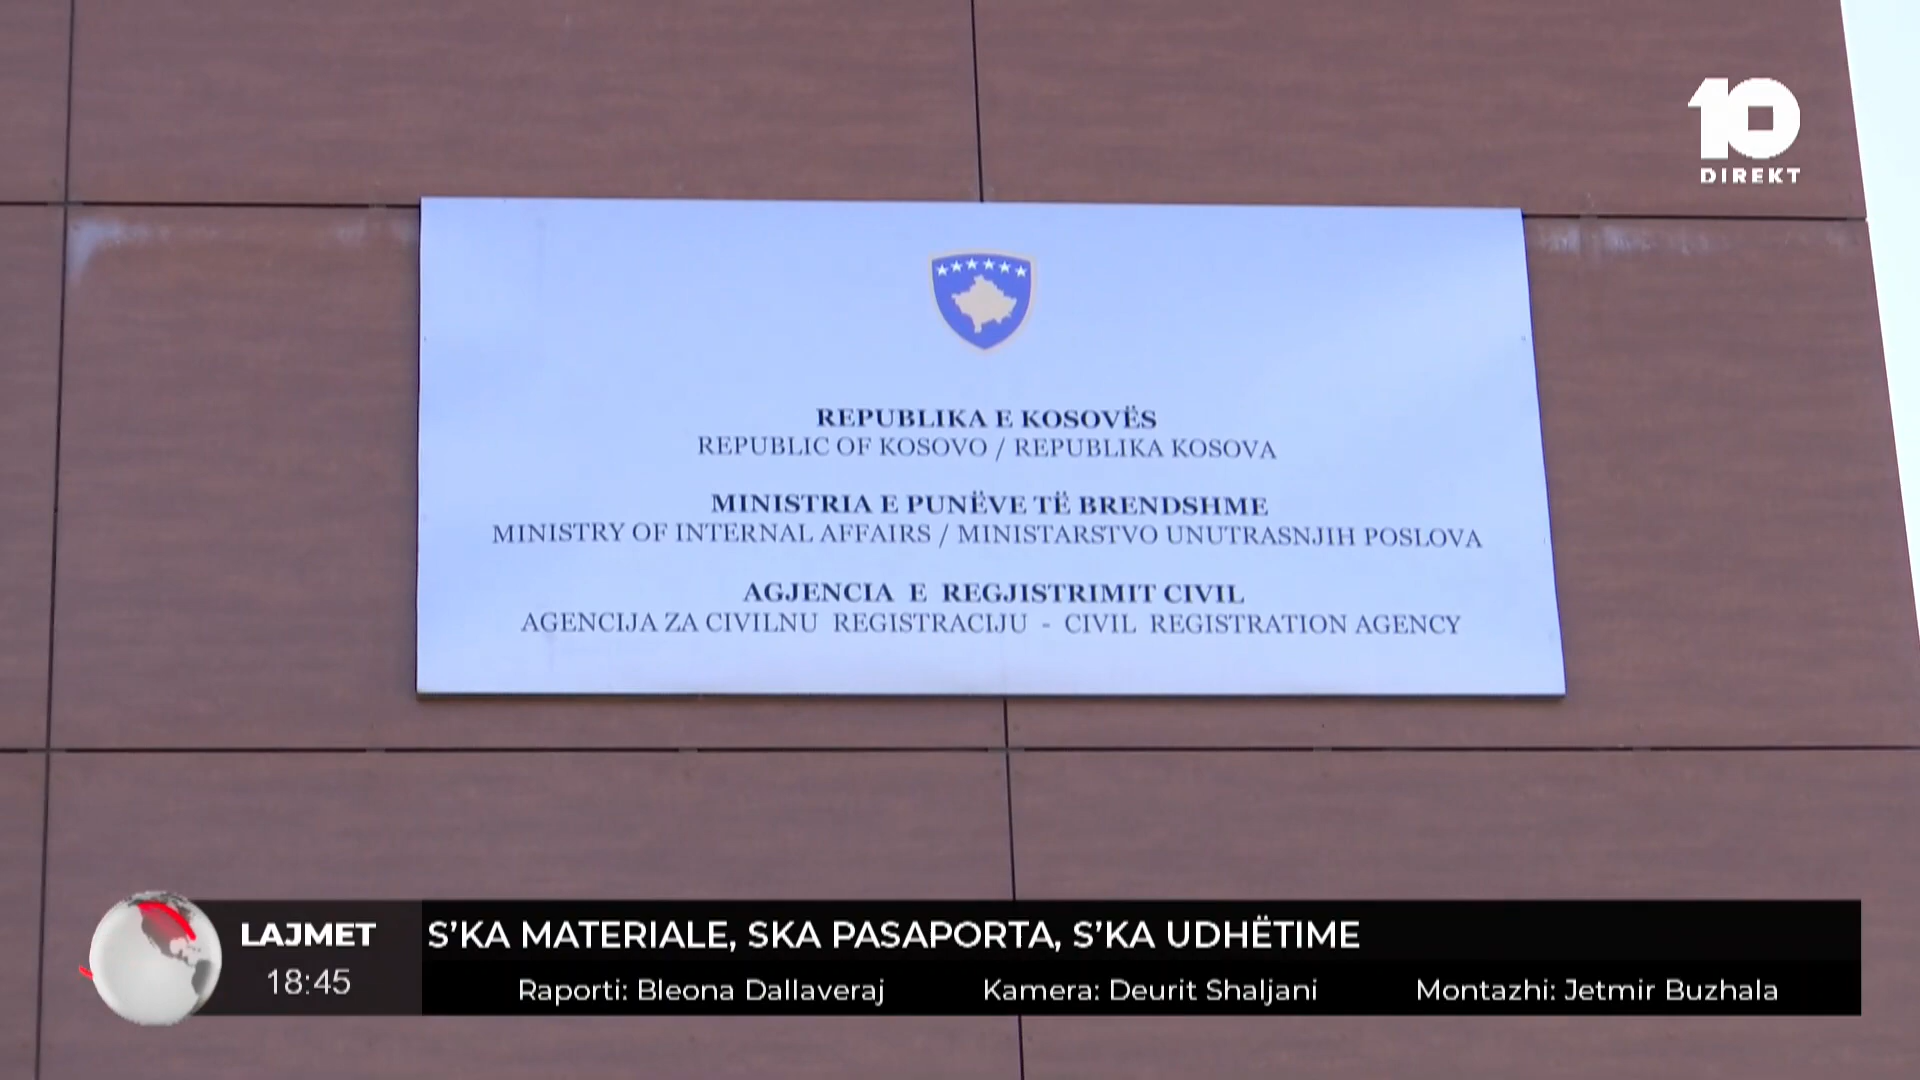 10
DIREKT
REPUBLIKA E KOSOVËS
REPUBLIC OF KOSOVO / REPUBLIKA KOSOVA
MINISTRIA E PUNËVE TË BRENDSHME
MINISTRY OF INTERNAL AFFAIRS / MINISTARSTVO UNUTRASNJIH POSLOVA
AGJENCIA E REGJISTRIMIT CIVIL
AGENCIJA ZA CIVILNU REGISTRACIJU - CIVIL REGISTRATION AGENCY
LAJMET
18:45
S'KA MATERIALE, SKA PASAPORTA, S'KA UDHËTIME
Raporti: Bleona Dallaveraj Kamera: Deurit Shaljani Montazhi: Jetmir Buzhala